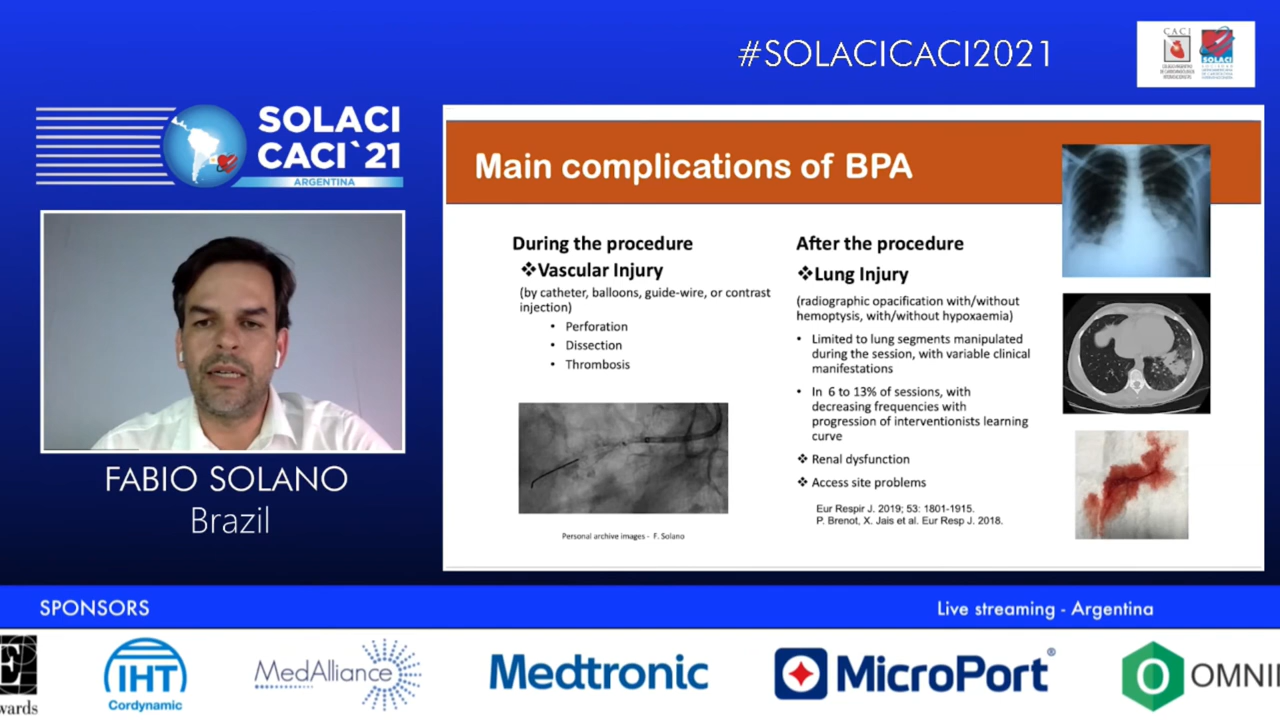 #SOLACICACI2021
CACI
SOLACI
SOLACI
CACI`21
ARGENTINA
FABIO SOLANO
Brazil
Main complications of BPA
During the procedure
❖Vascular Injury
(by catheter, balloons, guide-wire, or contrast
injection)
• Perforation
• Dissection
• Thrombosis
Personal archive images - F. Solano
After the procedure
❖Lung Injury
(radiographic opacification with/without
hemoptysis, with/without hypoxaemia)
• Limited to lung segments manipulated
during the session, with variable clinical
manifestations
• In 6 to 13% of sessions, with
decreasing frequencies with
progression of interventionists learning
curve
❖ Renal dysfunction
❖ Access site problems
Eur Respir J. 2019; 53: 1801-1915.
P. Brenot, X. Jais et al. Eur Resp J. 2018.
SPONSORS
Live streaming - Argentina
wards
IHT
Cordynamic
MedAlliance
Medtronic
MicroPort®
OMNII